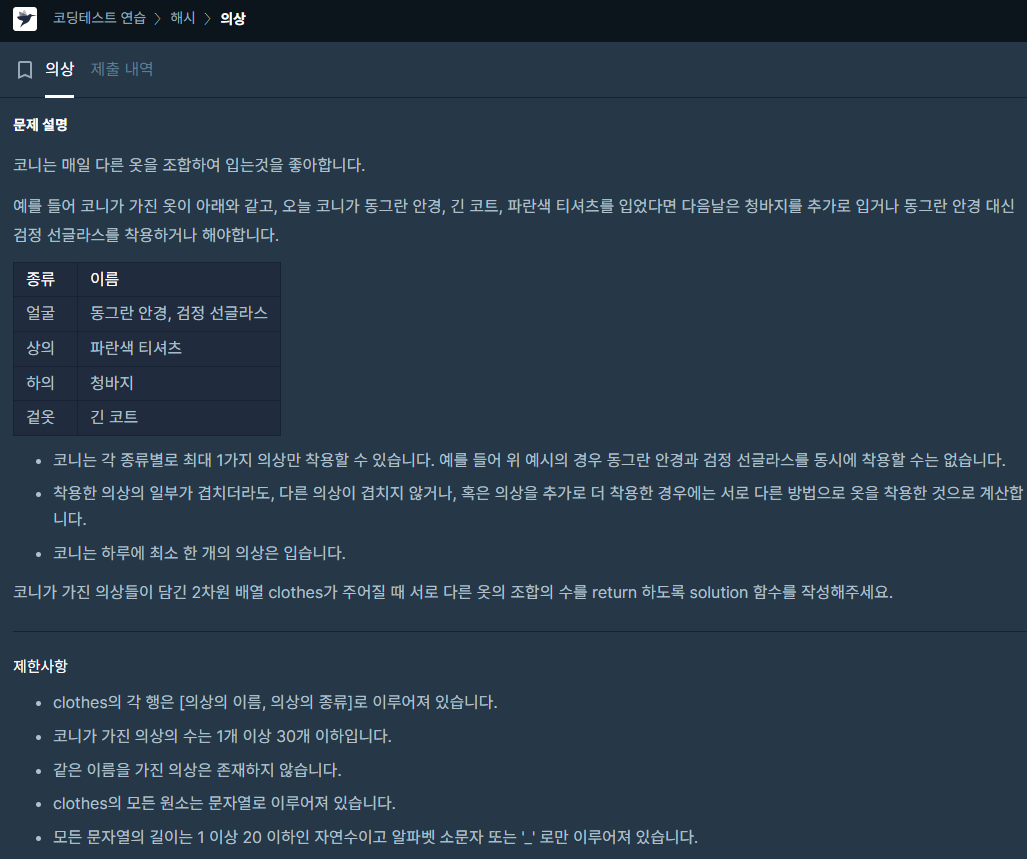 코딩테스트 연습 > 해시 > 의상
의상 제출 내역
문제 설명
코니는 매일 다른 옷을 조합하여 입는것을 좋아합니다.
예를 들어 코니가 가진 옷이 아래와 같고, 오늘 코니가 동그란 안경, 긴 코트, 파란색 티셔츠를 입었다면 다음날은 청바지를 추가로 입거나 동그란 안경 대신
검정 선글라스를 착용하거나 해야합니다.
종류 이름
얼굴 동그란 안경, 검정 선글라스
상의 파란색 티셔츠
하의 청바지
겉옷 긴 코트
• 코니는 각 종류별로 최대 1가지 의상만 착용할 수 있습니다. 예를 들어 위 예시의 경우 동그란 안경과 검정 선글라스를 동시에 착용할 수는 없습니다.
• 착용한 의상의 일부가 겹치더라도, 다른 의상이 겹치지 않거나, 혹은 의상을 추가로 더 착용한 경우에는 서로 다른 방법으로 옷을 착용한 것으로 계산합
니다.
• 코니는 하루에 최소 한 개의 의상은 입습니다.
코니가 가진 의상들이 담긴 2차원 배열 clothes가 주어질 때 서로 다른 옷의 조합의 수를 return 하도록 solution 함수를 작성해주세요.
제한사항
• clothes의 각 행은 [의상의 이름, 의상의 종류]로 이루어져 있습니다.
• 코니가 가진 의상의 수는 1개 이상 30개 이하입니다.
• 같은 이름을 가진 의상은 존재하지 않습니다.
• clothes의 모든 원소는 문자열로 이루어져 있습니다.
• 모든 문자열의 길이는 1 이상 20 이하인 자연수이고 알파벳 소문자 또는 '_' 로만 이루어져 있습니다.